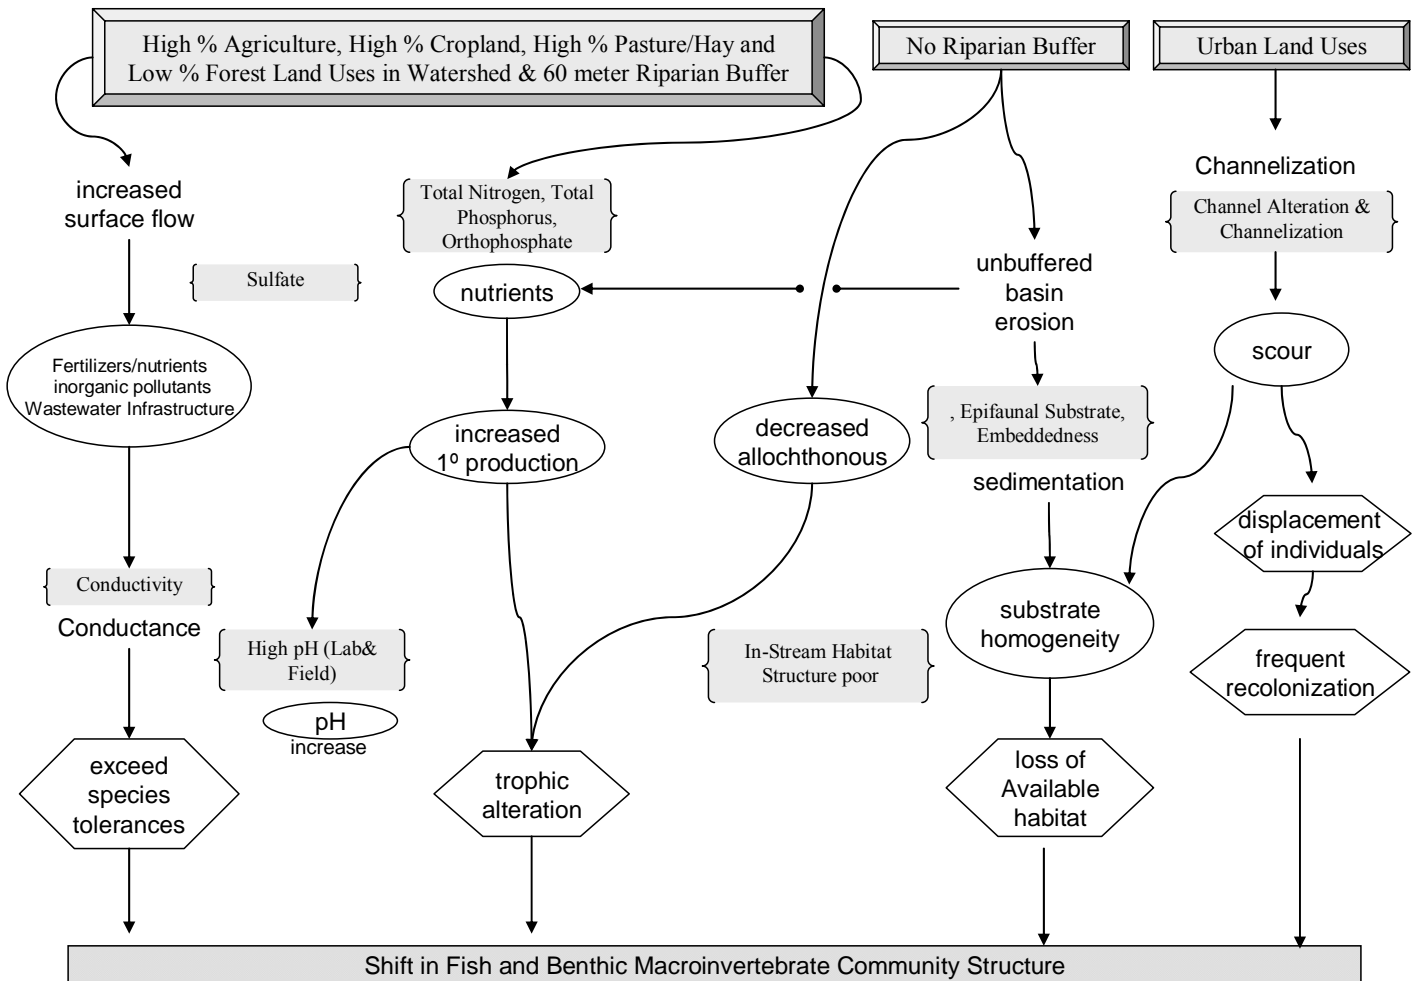 High % Agriculture, High % Cropland, High % Pasture/Hay and
Low % Forest Land Uses in Watershed & 60 meter Riparian Buffer
No Riparian Buffer
Urban Land Uses
increased
surface flow
Total Nitrogen, Total
Phosphorus,
Orthophosphate
Channelization
Channel Alteration &
Channelization
Sulfate
nutrients
unbuffered
basin
erosion
scour
Fertilizers/nutrients
inorganic pollutants
Wastewater Infrastructure
increased
1º production
decreased
allochthonous
, Epifaunal Substrate,
Embeddedness
sedimentation
displacement
of individuals
Conductivity
Conductance
High pH (Lab&
Field)
pH
increase
In-Stream Habitat
Structure poor
substrate
homogeneity
frequent
recolonization
exceed
species
tolerances
trophic
alteration
loss of
Available
habitat
Shift in Fish and Benthic Macroinvertebrate Community Structure